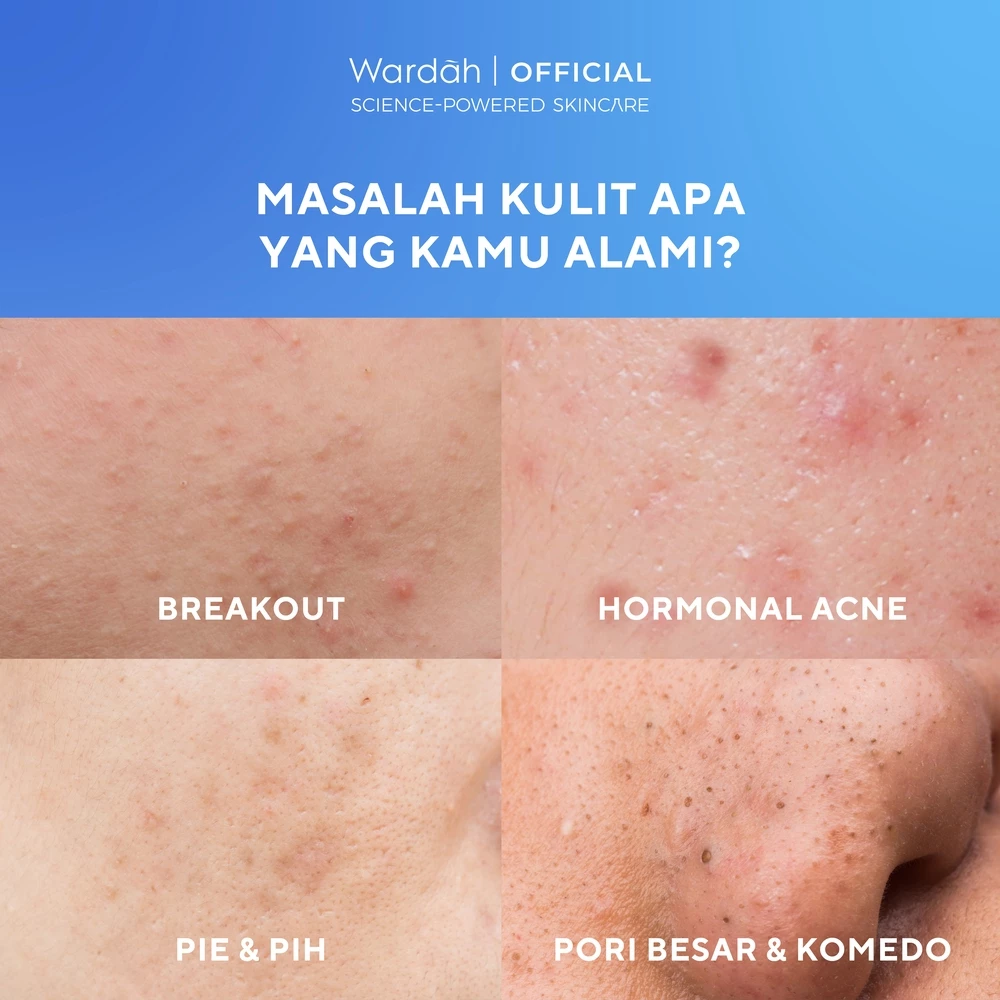 Wardah | OFFICIAL
SCIENCE-POWERED SKINCARE
MASALAH KULIT APA
YANG KAMU ALAMI?
BREAKOUT
HORMONAL ACNE
PIE & PIH
PORI BESAR & KOMEDO